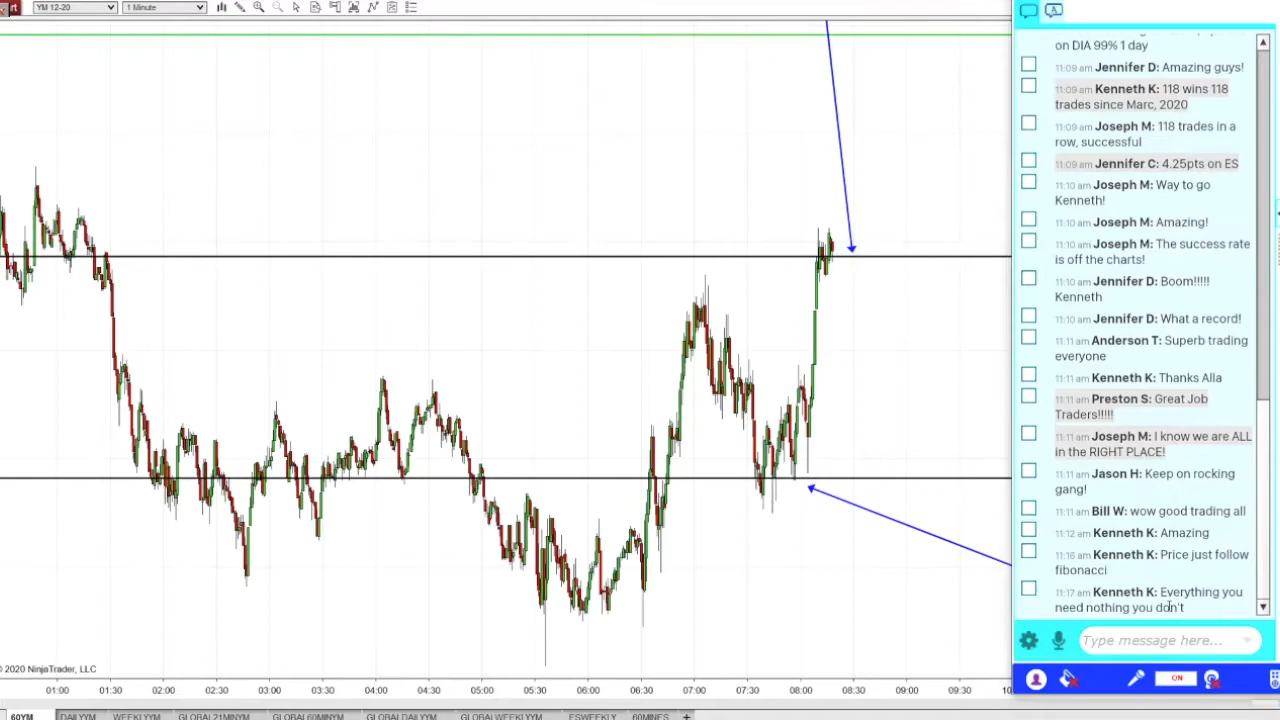 YM 12-20
1 Minute
on DIA 99% 1 day
11:09 am Jennifer D: Amazing guys!
11:09 am Kenneth K: 118 wins 118
trades since Marc, 2020
11:09 am Joseph M: 118 trades in a
row, successful
11:09 am Jennifer C: 4.25pts on ES
11:10 am Joseph M: Way to go
Kenneth!
11:10 am Joseph M: Amazing!
11:10 am Joseph M: The success rate
is off the charts!
11:10 am Jennifer D: Boom!!!!!
Kenneth
11:10 am Jennifer D: What a record!
11:11 am Anderson T: Superb trading
everyone
11:11 am Kenneth K: Thanks Alla
11:11 am Preston S: Great Job
Traders!!!!!
11:11 am Joseph M: I know we are ALL
in the RIGHT PLACE!
11:11 am Jason H: Keep on rocking
gang!
11:11 am Bill W: wow good trading all
11:12 am Kenneth K: Amazing
11:16 am Kenneth K: Price just follow
fibonacci
11:17 am Kenneth K: Everything you
need nothing you don't
Type message here...
ON
© 2020 NinjaTrader, LLC
01:00 01:30 02:00 02:30 03:00 03:30 04:00 04:30 05:00 05:30 06:00 06:30 07:00 07:30 08:00 08:30 09:00 09:30
60YM DAILYYM WEEKLYYM GLOBAL21MINYM GLOBAL60MINYM GLOBALDAILYYM GLOBALWEEKLYYM ESWEEKLY 60MINES +